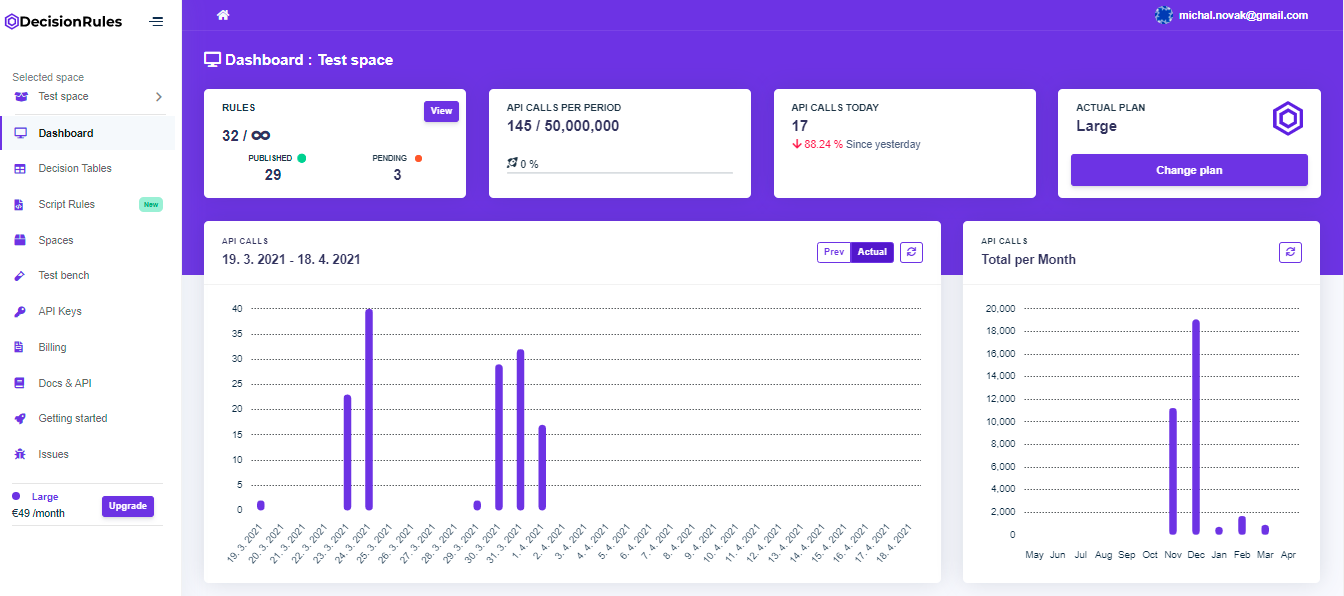 DecisionRules
michal.novak@gmail.com
Selected space
Test space
Dashboard
Decision Tables
Script Rules New
Spaces
Test bench
API Keys
Billing
Docs & API
Getting started
Issues
Large
€49 /month
Upgrade
Dashboard : Test space
RULES
View
32 / ∞
PUBLISHED
29
PENDING
3
API CALLS PER PERIOD
145 / 50,000,000
0 %
API CALLS TODAY
17
88.24 % Since yesterday
ACTUAL PLAN
Large
Change plan
API CALLS
19. 3. 2021 - 18. 4. 2021
Prev Actual
40
35
30
25
20
15
10
5
0
19. 3. 2021
20. 3. 2021
21. 3. 2021
22. 3. 2021
23. 3. 2021
24. 3. 2021
25. 3. 2021
26. 3. 2021
27. 3. 2021
28. 3. 2021
29. 3. 2021
30. 3. 2021
31. 3. 2021
1. 4. 2021
2. 4. 2021
3. 4. 2021
4. 4. 2021
5. 4. 2021
6. 4. 2021
7. 4. 2021
8. 4. 2021
9. 4. 2021
10. 4. 2021
11. 4. 2021
12. 4. 2021
13. 4. 2021
14. 4. 2021
15. 4. 2021
16. 4. 2021
17. 4. 2021
18. 4. 2021
API CALLS
Total per Month
20,000
18,000
16,000
14,000
12,000
10,000
8,000
6,000
4,000
2,000
0
May Jun Jul Aug Sep Oct Nov Dec Jan Feb Mar Apr